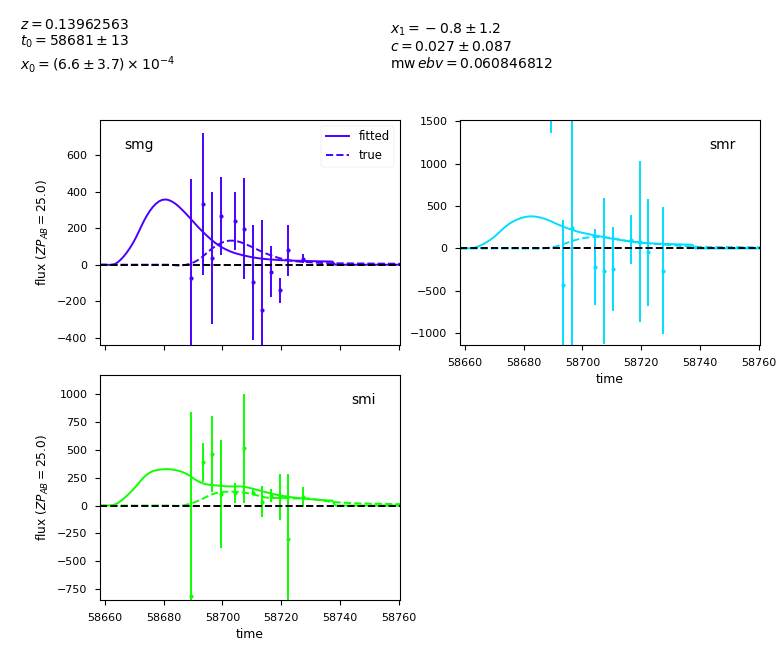 z = 0.13962563
t₀ = 58681 ± 13
x₀ = (6.6 ± 3.7) × 10⁻⁴
x₁ = −0.8 ± 1.2
c = 0.027 ± 0.087
mw ebv = 0.060846812
smg
fitted
true
600
400
200
0
−200
−400
flux (ZP_AB = 25.0)
smr
1500
1000
500
0
−500
−1000
58660 58680 58700 58720 58740 58760
time
smi
1000
750
500
250
0
−250
−500
−750
flux (ZP_AB = 25.0)
58660 58680 58700 58720 58740 58760
time